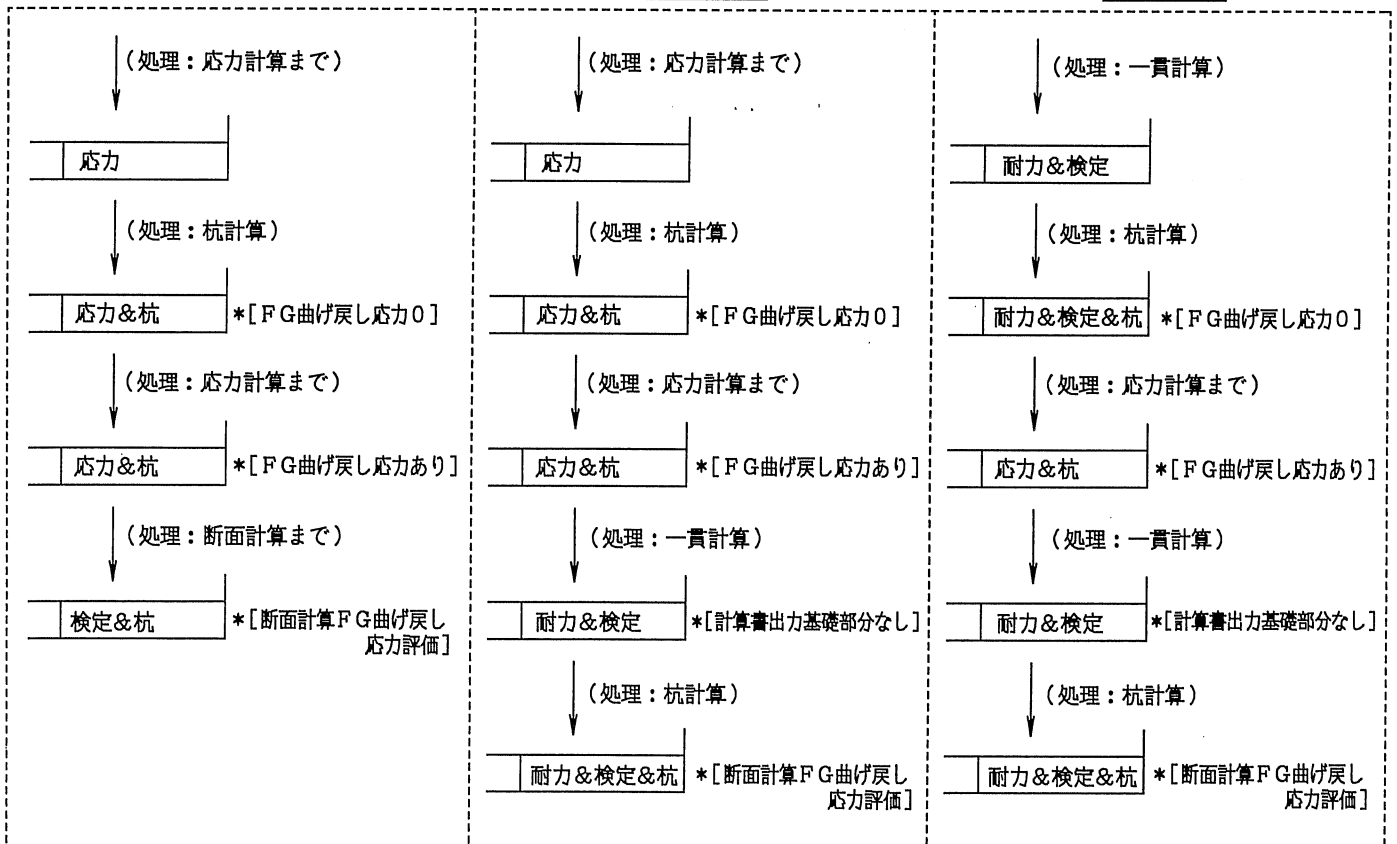 (処理:応力計算まで)
応力
(処理:杭計算)
応力&杭 *[FG曲げ戻し応力0]
(処理:応力計算まで)
応力&杭 *[FG曲げ戻し応力あり]
(処理:断面計算まで)
検定&杭 *[断面計算FG曲げ戻し
応力評価]
(処理:応力計算まで)
応力
(処理:杭計算)
応力&杭 *[FG曲げ戻し応力0]
(処理:応力計算まで)
応力&杭 *[FG曲げ戻し応力あり]
(処理:一貫計算)
耐力&検定 *[計算書出力基礎部分なし]
(処理:杭計算)
耐力&検定&杭 *[断面計算FG曲げ戻し
応力評価]
(処理:一貫計算)
耐力&検定
(処理:杭計算)
耐力&検定&杭 *[FG曲げ戻し応力0]
(処理:応力計算まで)
応力&杭 *[FG曲げ戻し応力あり]
(処理:一貫計算)
耐力&検定 *[計算書出力基礎部分なし]
(処理:杭計算)
耐力&検定&杭 *[断面計算FG曲げ戻し
応力評価]